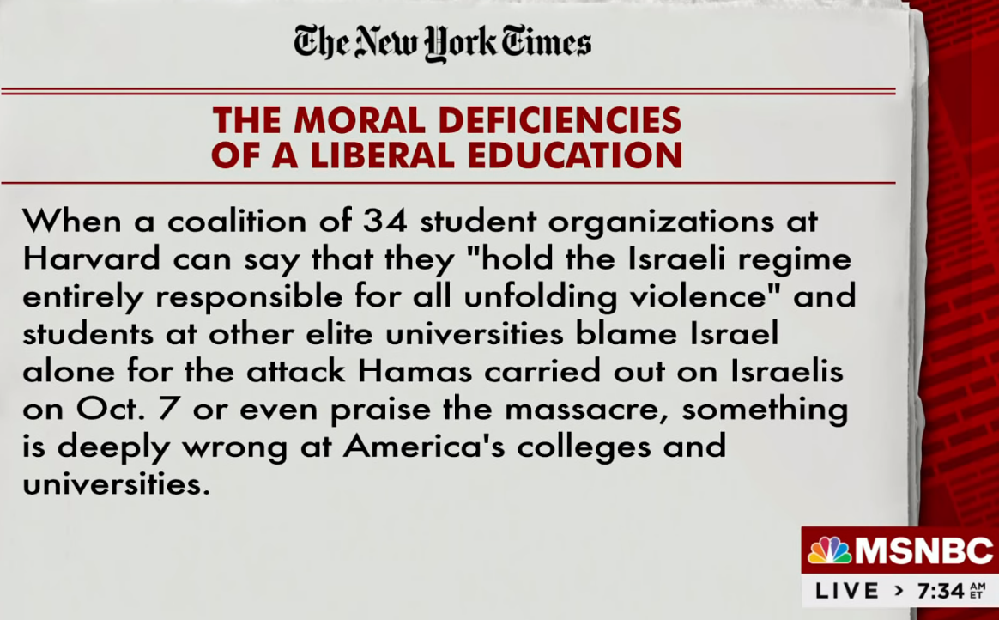 The New York Times
THE MORAL DEFICIENCIES
OF A LIBERAL EDUCATION
When a coalition of 34 student organizations at
Harvard can say that they "hold the Israeli regime
entirely responsible for all unfolding violence" and
students at other elite universities blame Israel
alone for the attack Hamas carried out on Israelis
on Oct. 7 or even praise the massacre, something
is deeply wrong at America's colleges and
universities.
MSNBC
LIVE > 7:34 AM ET